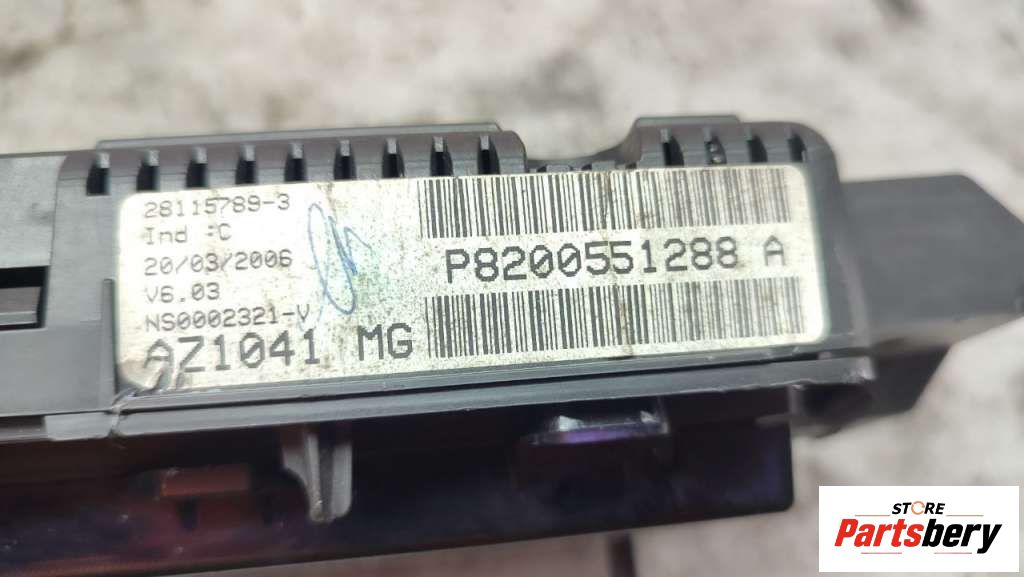 28115789-3
Ind :C
20/03/2006
V6.03
NS0002321-V
AZ1041 MG
P8200551288 A
STORE
Partsbery